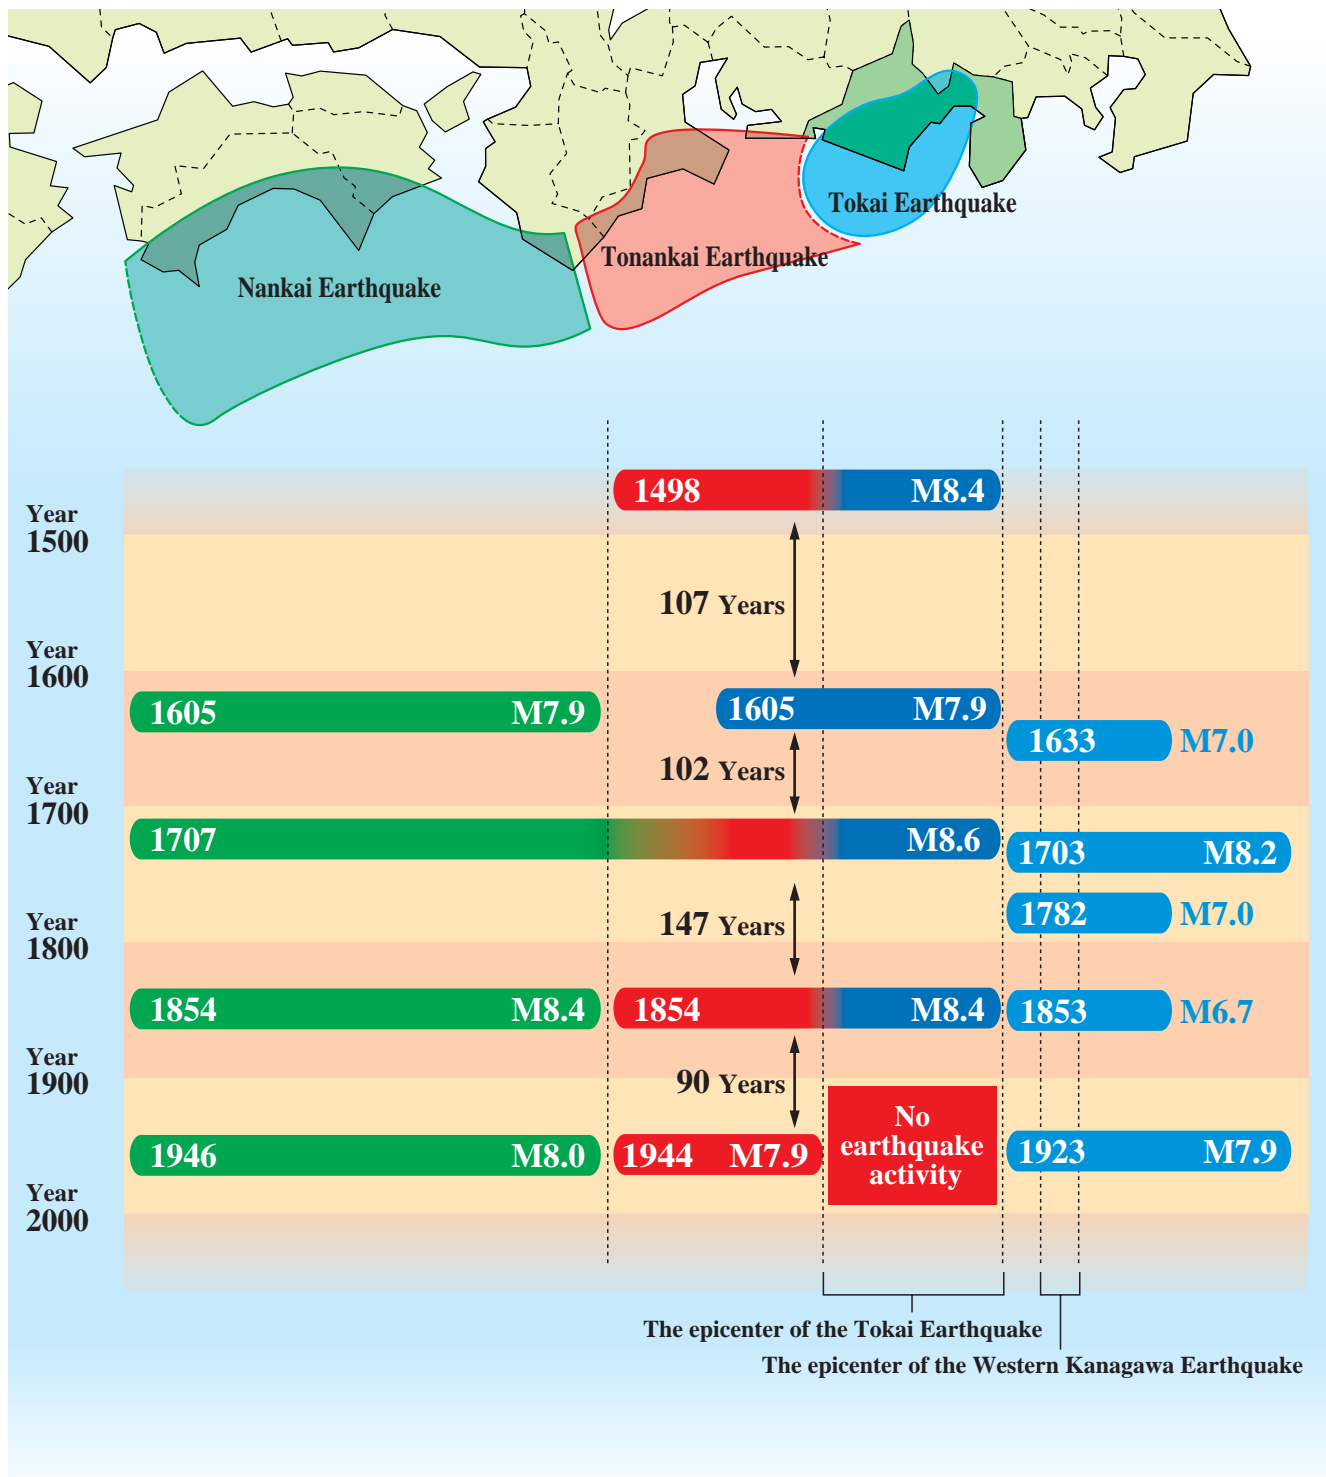 Tokai Earthquake
Tonankai Earthquake
Nankai Earthquake
1498 M8.4
Year
1500
107 Years
Year
1600
1605 M7.9
1605 M7.9
1633 M7.0
102 Years
Year
1700
1707 M8.6
1703 M8.2
1782 M7.0
147 Years
Year
1800
1854 M8.4
1854 M8.4
1853 M6.7
Year
1900
90 Years
No
earthquake
activity
1946 M8.0
1944 M7.9
1923 M7.9
Year
2000
The epicenter of the Tokai Earthquake
The epicenter of the Western Kanagawa Earthquake